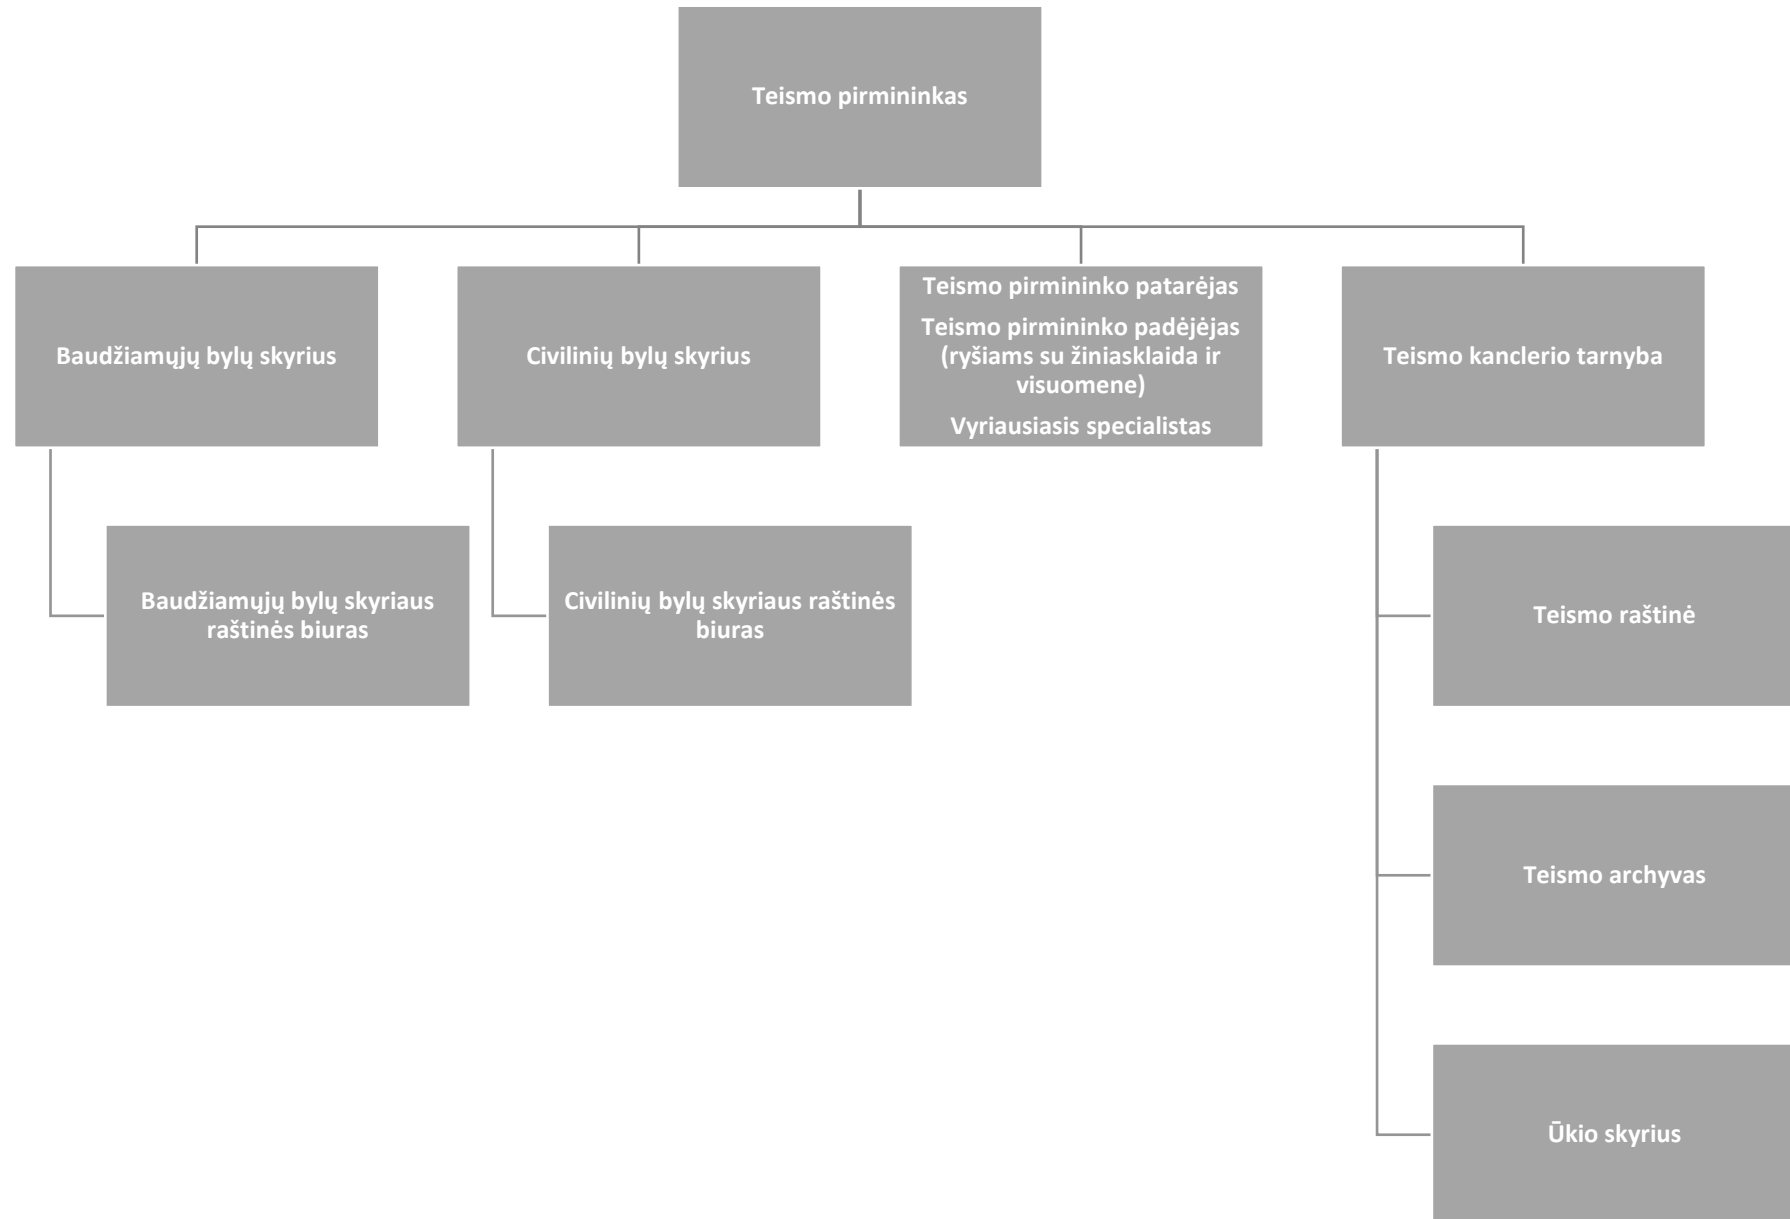 Teismo pirmininkas
Baudžiamųjų bylų skyrius
Civilinių bylų skyrius
Teismo pirmininko patarėjas
Teismo pirmininko padėjėjas
(ryšiams su žiniasklaida ir
visuomene)
Vyriausiasis specialistas
Teismo kanclerio tarnyba
Baudžiamųjų bylų skyriaus
raštinės biuras
Civilinių bylų skyriaus raštinės
biuras
Teismo raštinė
Teismo archyvas
Ūkio skyrius